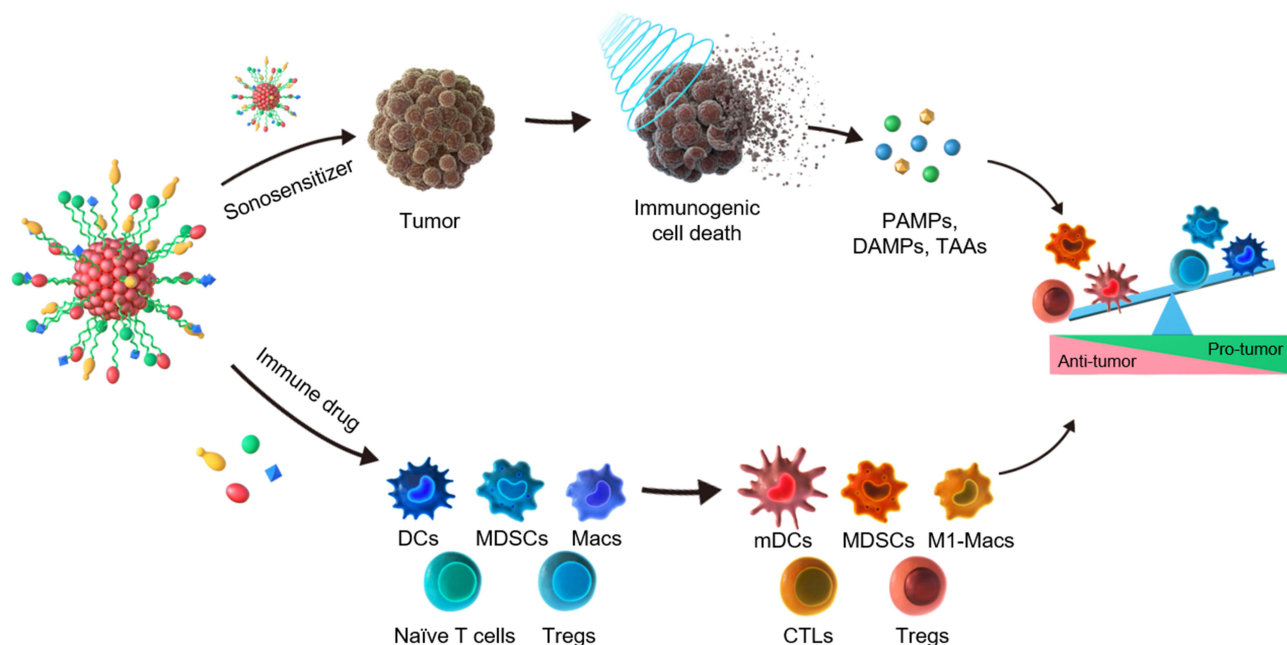 Sonosensitizer
Tumor
Immunogenic
cell death
PAMPs,
DAMPs, TAAs
Pro-tumor
Anti-tumor
Immune drug
DCs
MDSCs
Macs
Naïve T cells
Tregs
mDCs
MDSCs
M1-Macs
CTLs
Tregs